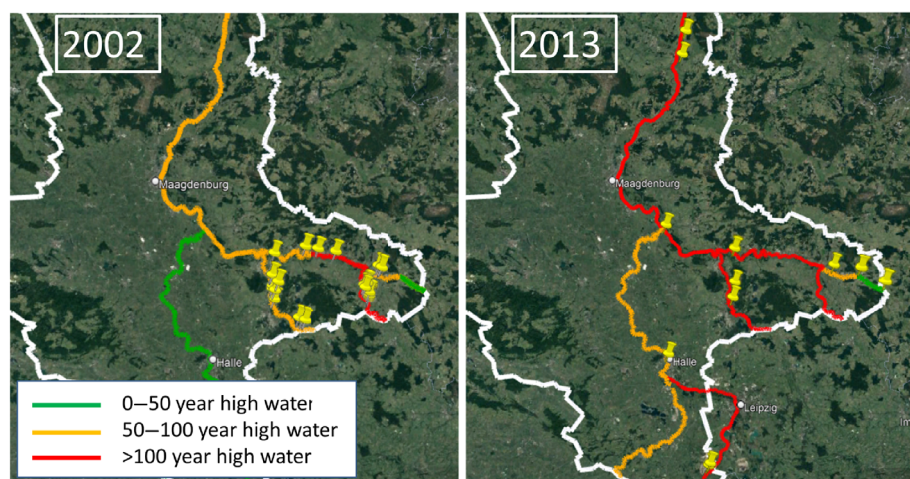 2002
2013
Maagdenburg
Maagdenburg
Halle
Halle
Leipzig
Im
0–50 year high water
50–100 year high water
>100 year high water